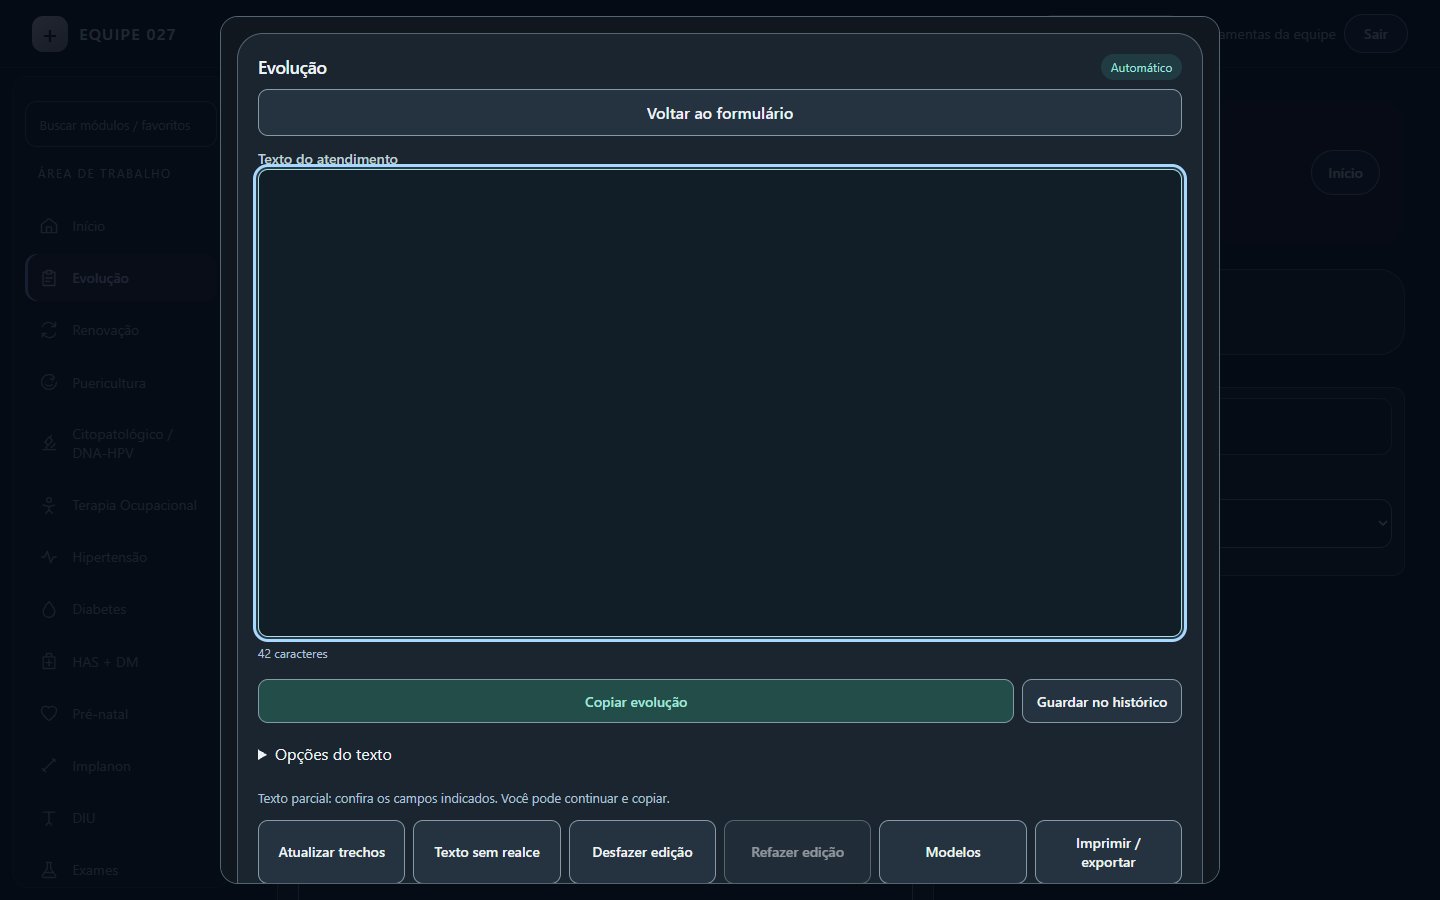 EQUIPE 027
amentas da equipe
Sair
Buscar módulos / favoritos
ÁREA DE TRABALHO
Início
Evolução
Renovação
Puericultura
Citopatológico /
DNA-HPV
Terapia Ocupacional
Hipertensão
Diabetes
HAS + DM
Pré-natal
Implanon
DIU
Exames
Início
Evolução
Automático
Voltar ao formulário
Texto do atendimento
42 caracteres
Copiar evolução
Guardar no histórico
Opções do texto
Texto parcial: confira os campos indicados. Você pode continuar e copiar.
Atualizar trechos
Texto sem realce
Desfazer edição
Refazer edição
Modelos
Imprimir /
exportar